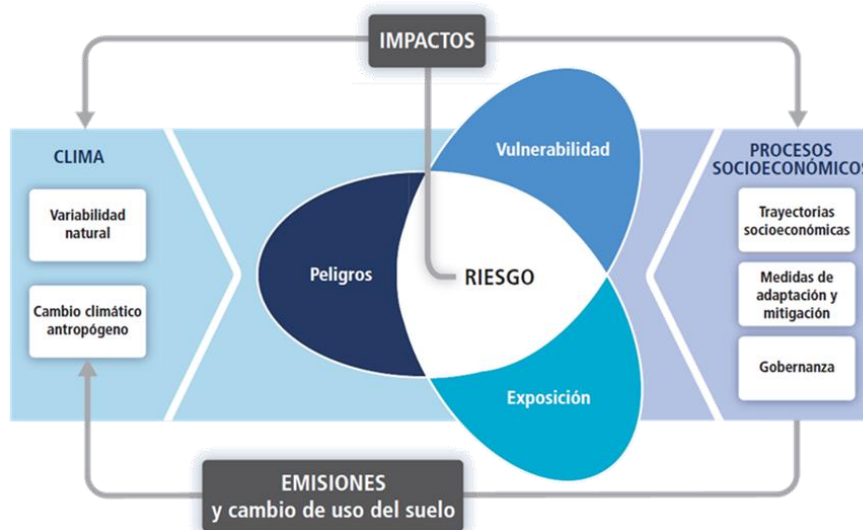 IMPACTOS
CLIMA
Variabilidad
natural
Cambio climático
antropógeno
Peligros
Vulnerabilidad
RIESGO
Exposición
PROCESOS
SOCIOECONÓMICOS
Trayectorias
socioeconómicas
Medidas de
adaptación y
mitigación
Gobernanza
EMISIONES
y cambio de uso del suelo